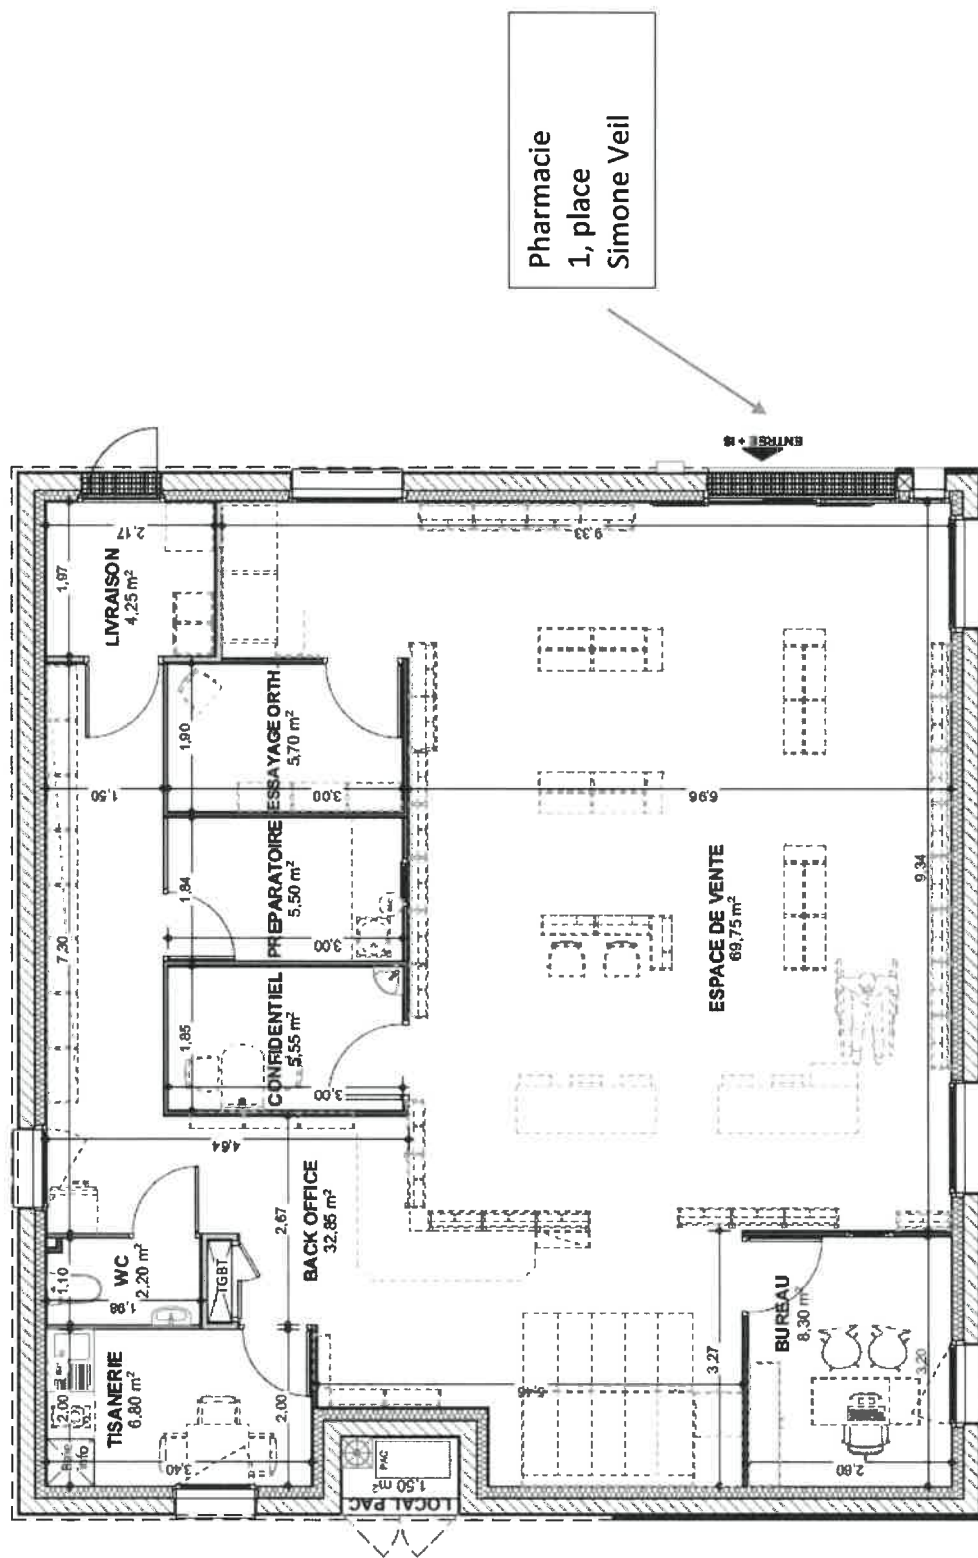 Pharmacie
1, place
Simone Veil
ENTREE + IS
LIVRAISON
4,25 m²
2,17
1,97
9,33
ESSAYAGE ORTH
5,70 m²
1,90
3,00
1,50
PREPARATOIRE
5,50 m²
1,84
3,00
7,30
CONFIDENTIEL
5,55 m²
1,85
3,00
6,96
9,34
ESPACE DE VENTE
69,75 m²
4,64
BACK OFFICE
32,85 m²
2,67
WC
2,20 m²
1,10
1,98
TGBT
TISANERIE
6,80 m²
2,00
2,00
3,40
Baie
info
PAC
1,50 m²
LOCAL PAC
3,27
BUREAU
8,30 m²
3,20
2,60